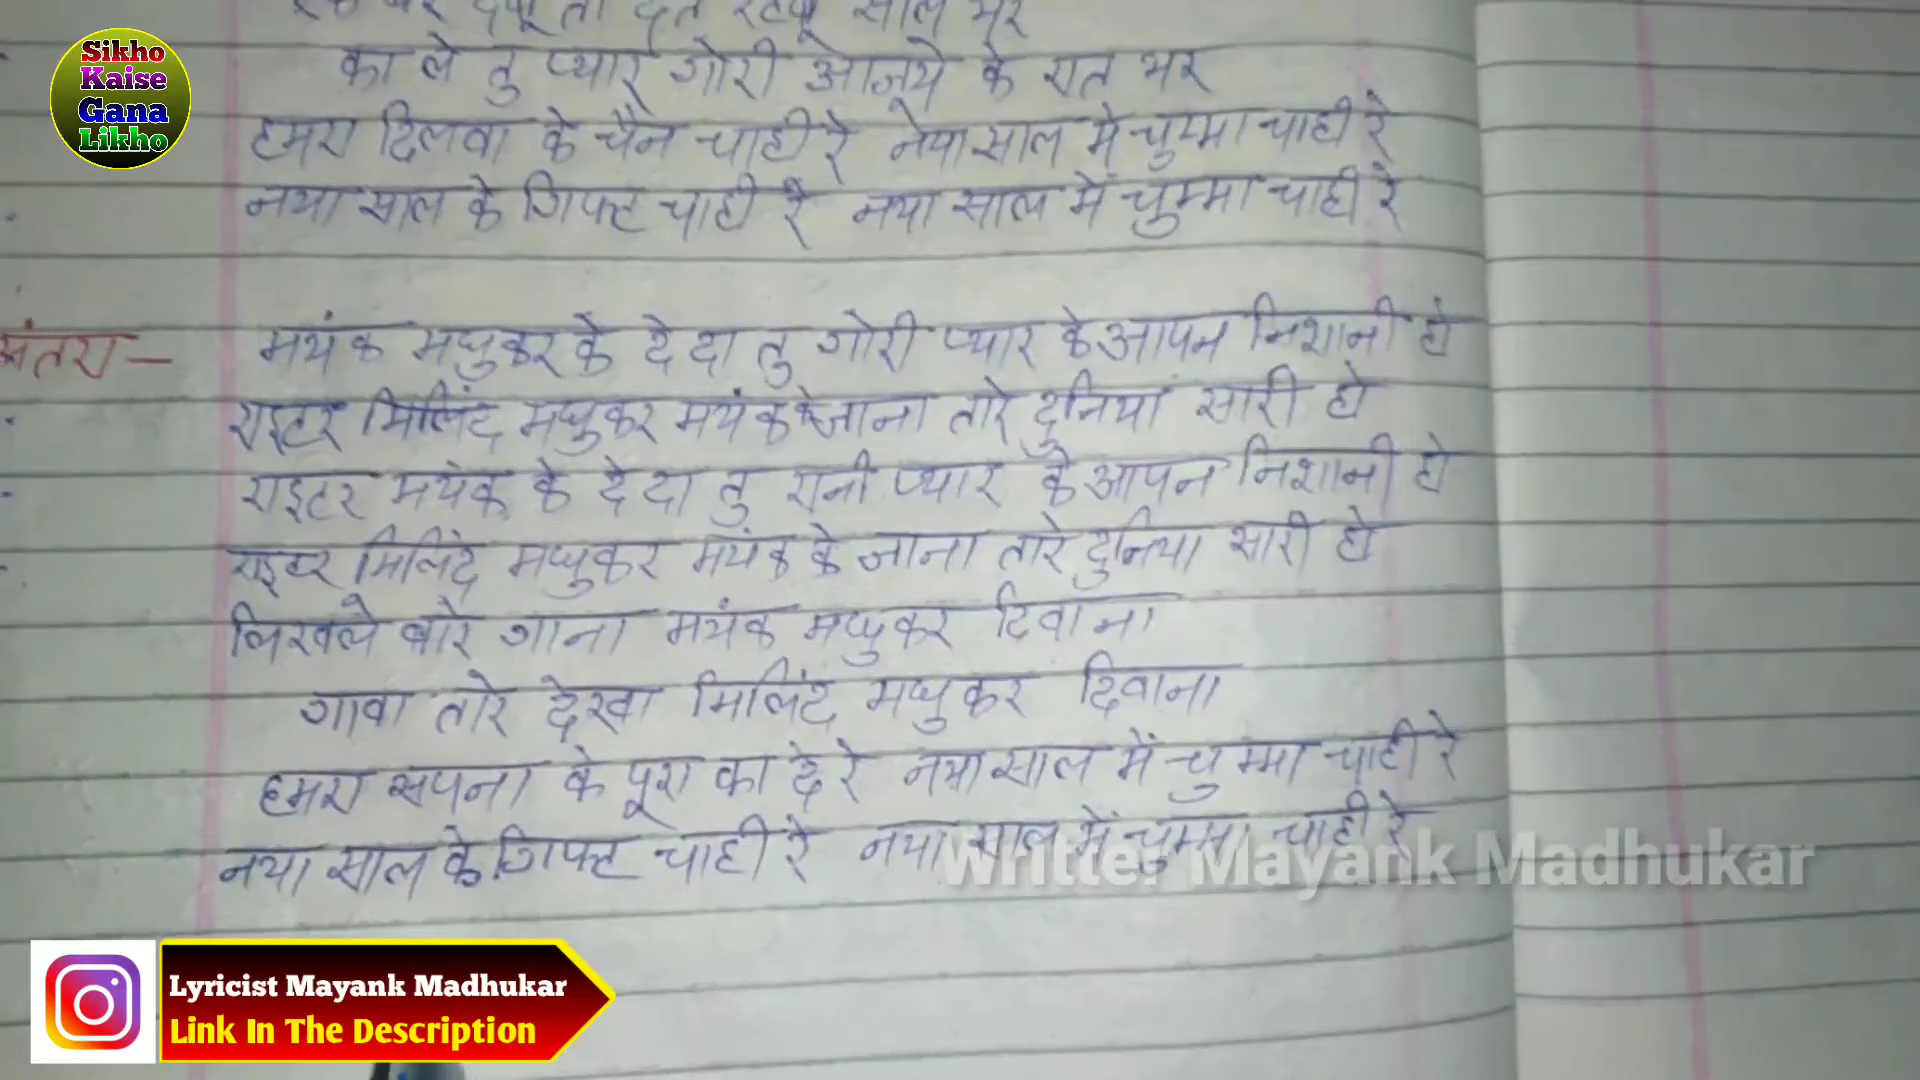 Sikho
Kaise
Gana
Likho
साल भर
का ले तु प्यार गोरी आजये के रात भर
हमरा दिलवा के चैन चाही रे नया साल मे चुम्मा चाही रे
नया साल के गिफ्ट चाही रे नया साल में चुम्मा चाही रे
अंतरा - मयंक मधुकर के दे दा तु गोरी प्यार के आपन निशानी हो
राइटर मिलिंद मधुकर मयंक के जाना तारे दुनिया सारी हो
राइटर मयंक के दे दा तु रानी प्यार के आपन निशानी हो
राइटर मिलिंद मधुकर मयंक के जाना तारे दुनिया सारी हो
लिखले बारे गाना मयंक मधुकर दिवाना
गावा तारे देखा मिलिंद मधुकर दिवाना
हमरा सपना के पूरा का दे रे नया साल में चुम्मा चाही रे
नया साल के गिफ्ट चाही रे नया साल में चुम्मा चाही रे
Writter Mayank Madhukar
Lyricist Mayank Madhukar
Link In The Description